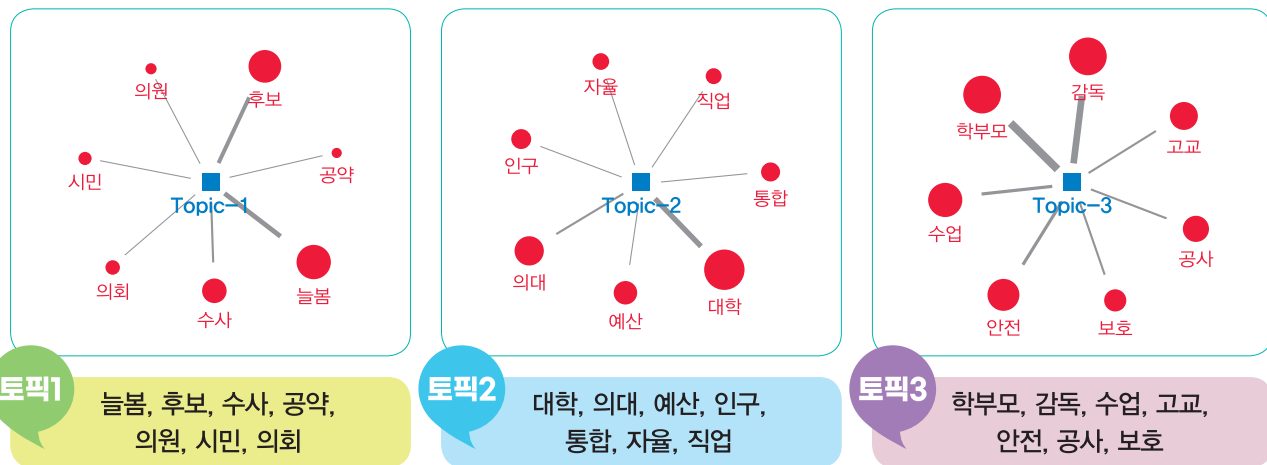 의원
후보
시민
공약
Topic-1
의회
수사
늘봄
자율
직업
인구
통합
Topic-2
의대
예산
대학
감독
학부모
고교
수업
Topic-3
공사
안전
보호
토픽1
늘봄, 후보, 수사, 공약,
의원, 시민, 의회
토픽2
대학, 의대, 예산, 인구,
통합, 자율, 직업
토픽3
학부모, 감독, 수업, 고교,
안전, 공사, 보호